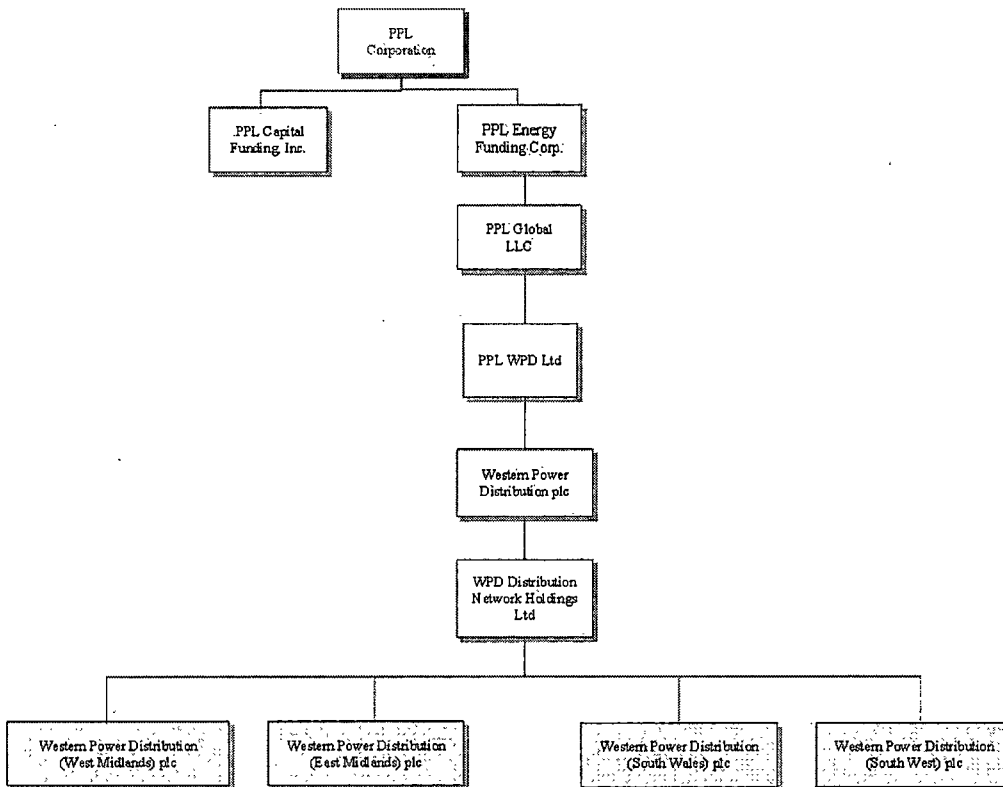 PPL
Corporation
PPL Capital
Funding, Inc.
PPL Energy
Funding Corp.
PPL Global
LLC
PPL WPD Ltd
Western Power
Distribution plc
WPD Distribution
Network Holdings
Ltd
Western Power Distribution
(West Midlands) plc
Western Power Distribution
(East Midlands) plc
Western Power Distribution
(South Wales) plc
Western Power Distribution
(South West) plc